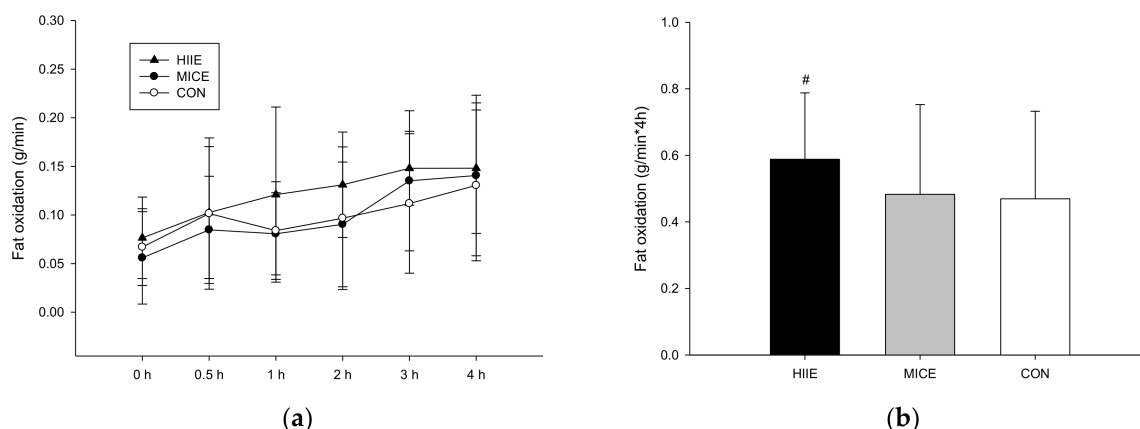 0.30
0.25
0.20
0.15
0.10
0.05
0.00
Fat oxidation (g/min)
HIIE
MICE
CON
0 h 0.5 h 1 h 2 h 3 h 4 h
(a)
1.0
0.8
0.6
0.4
0.2
0.0
Fat oxidation (g/min*4h)
#
HIIE MICE CON
(b)